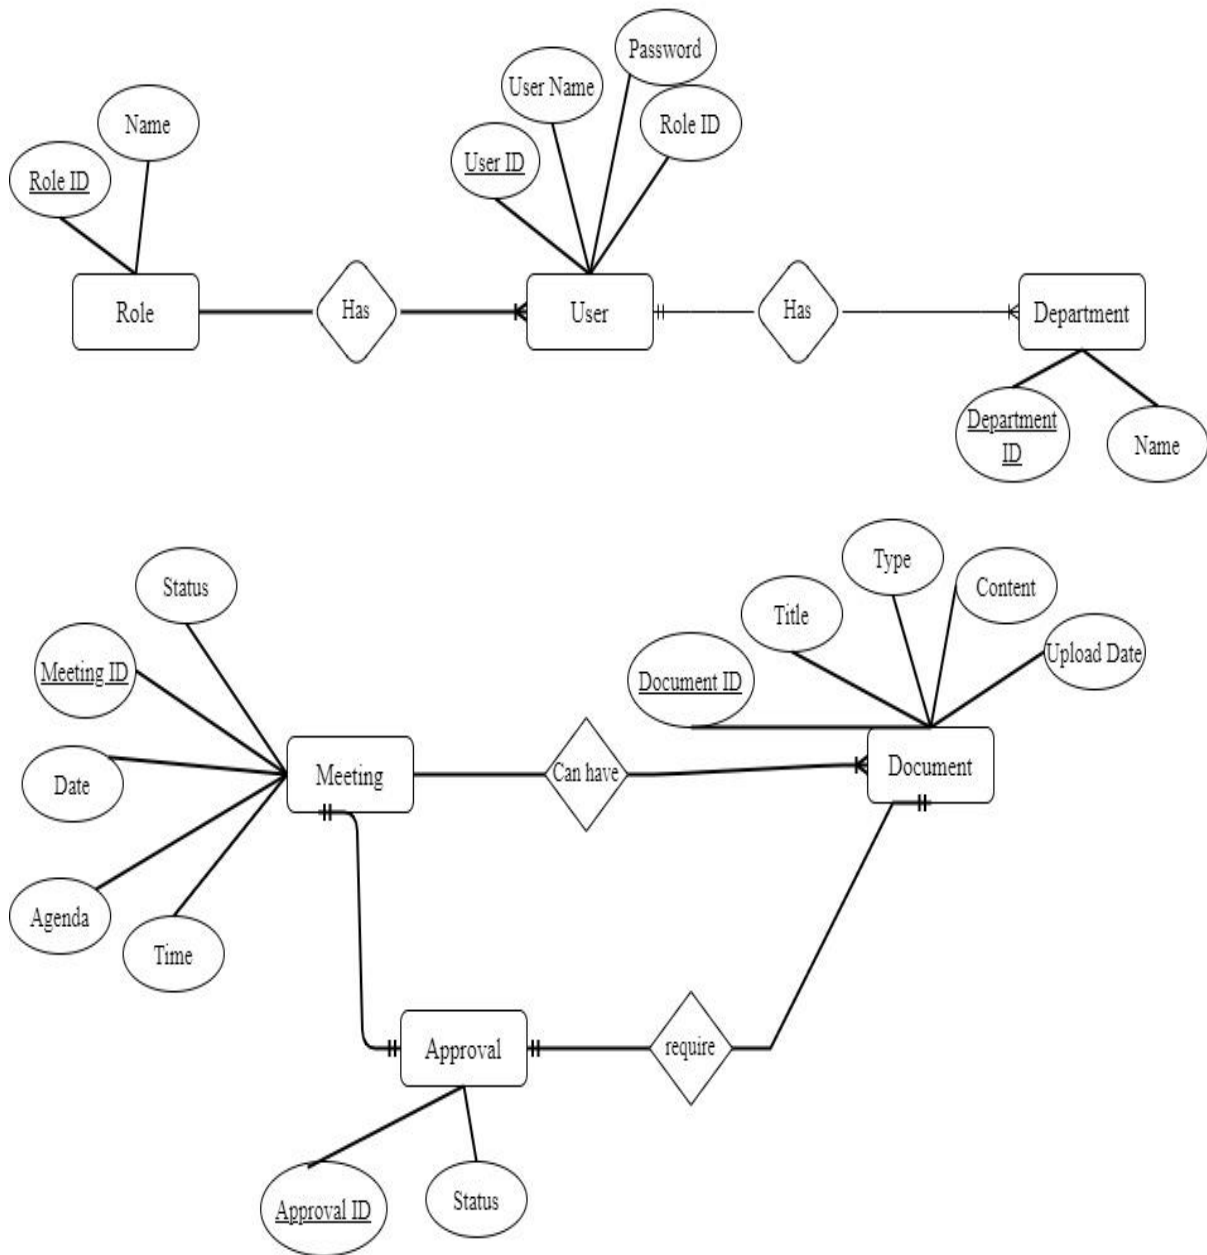 Password
User Name
Name
Role ID
Role ID
User ID
Role
Has
User
Has
Department
Department
ID
Name
Status
Type
Content
Title
Upload Date
Meeting ID
Document ID
Date
Meeting
Can have
Document
Agenda
Time
Approval
require
Approval ID
Status